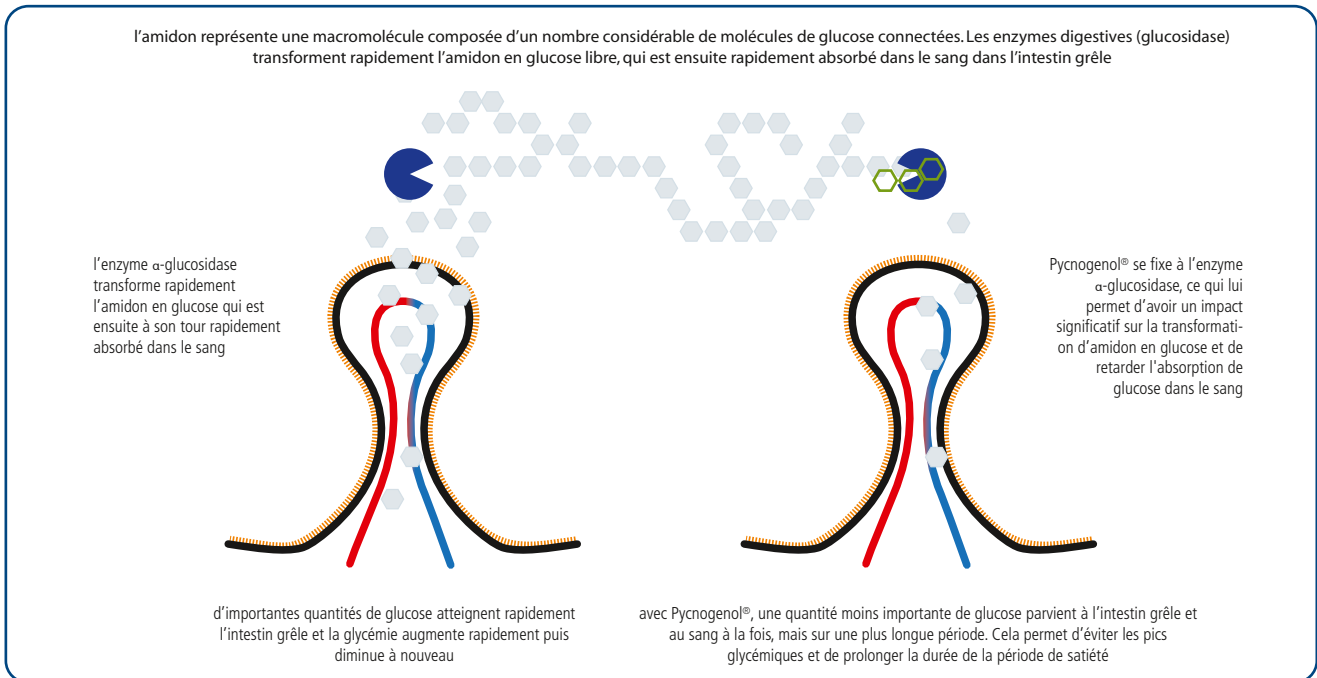 l'amidon représente une macromolécule composée d'un nombre considérable de molécules de glucose connectées. Les enzymes digestives (glucosidase)
transforment rapidement l'amidon en glucose libre, qui est ensuite rapidement absorbé dans le sang dans l'intestin grêle
l'enzyme α-glucosidase
transforme rapidement
l'amidon en glucose qui est
ensuite à son tour rapidement
absorbé dans le sang
Pycnogenol® se fixe à l'enzyme
α-glucosidase, ce qui lui
permet d'avoir un impact
significatif sur la transformati-
on d'amidon en glucose et de
retarder l'absorption de
glucose dans le sang
d'importantes quantités de glucose atteignent rapidement
l'intestin grêle et la glycémie augmente rapidement puis
diminue à nouveau
avec Pycnogenol®, une quantité moins importante de glucose parvient à l'intestin grêle et
au sang à la fois, mais sur une plus longue période. Cela permet d'éviter les pics
glycémiques et de prolonger la durée de la période de satiété